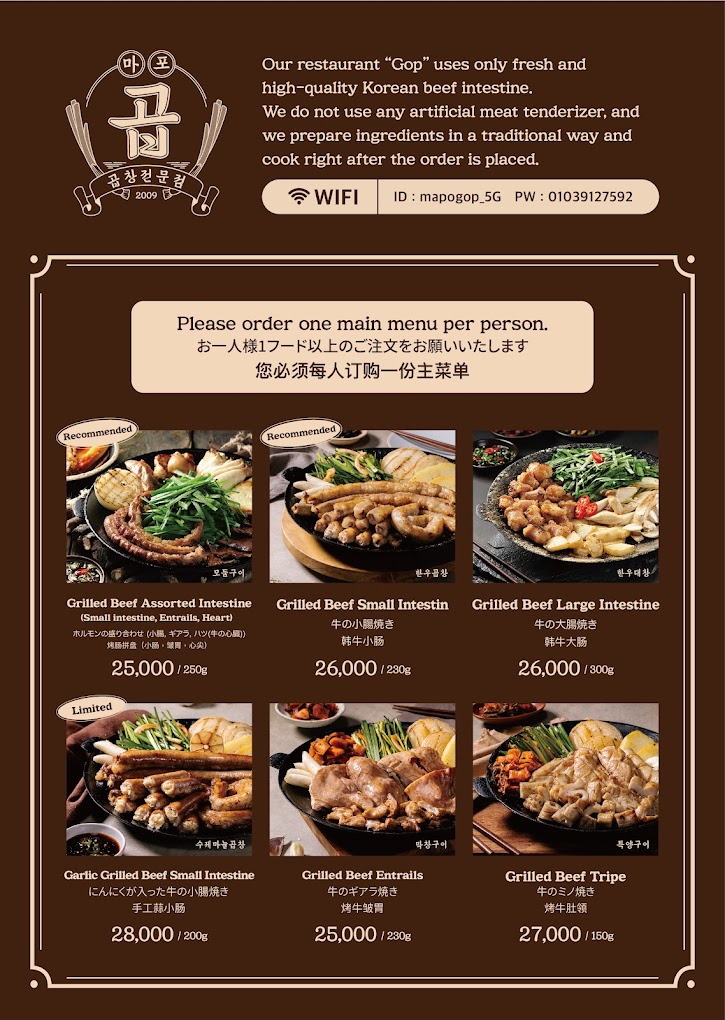 마 포
곱
곱창전문점
2009
Our restaurant “Gop” uses only fresh and
high-quality Korean beef intestine.
We do not use any artificial meat tenderizer, and
we prepare ingredients in a traditional way and
cook right after the order is placed.
WIFI ID : mapogop_5G PW : 01039127592
Please order one main menu per person.
お一人様1フード以上のご注文をお願いいたします
您必须每人订购一份主菜单
Recommended
모둠구이
Grilled Beef Assorted Intestine
(Small intestine, Entrails, Heart)
ホルモンの盛り合わせ (小腸, ギアラ, ハツ(牛の心臓))
烤肠拼盘（小肠・皱胃・心尖）
25,000 / 250g
Recommended
한우곱창
Grilled Beef Small Intestin
牛の小腸焼き
韩牛小肠
26,000 / 230g
한우대창
Grilled Beef Large Intestine
牛の大腸焼き
韩牛大肠
26,000 / 300g
Limited
수제마늘곱창
Garlic Grilled Beef Small Intestine
にんにくが入った牛の小腸焼き
手工蒜小肠
28,000 / 200g
막창구이
Grilled Beef Entrails
牛のギアラ焼き
烤牛皱胃
25,000 / 230g
특양구이
Grilled Beef Tripe
牛のミノ焼き
烤牛肚领
27,000 / 150g